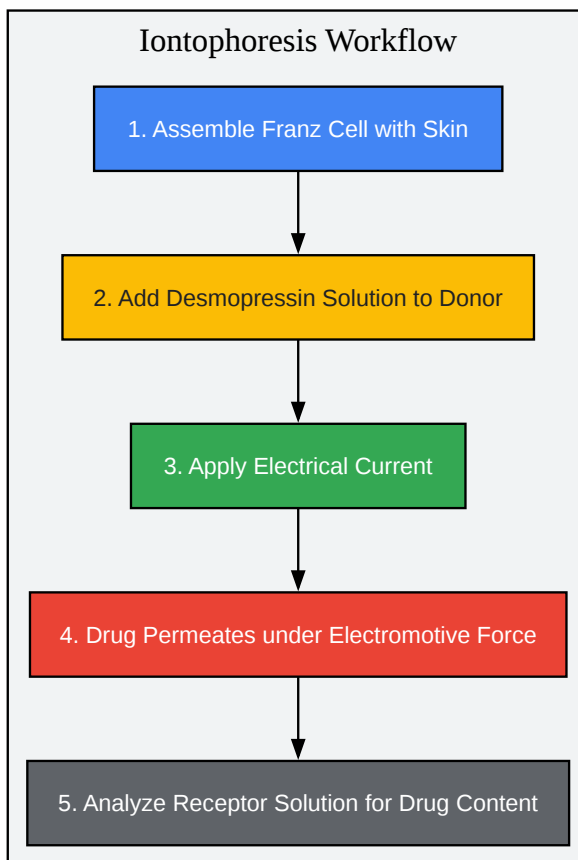 Iontophoresis Workflow
1. Assemble Franz Cell with Skin
2. Add Desmopressin Solution to Donor
3. Apply Electrical Current
4. Drug Permeates under Electromotive Force
5. Analyze Receptor Solution for Drug Content